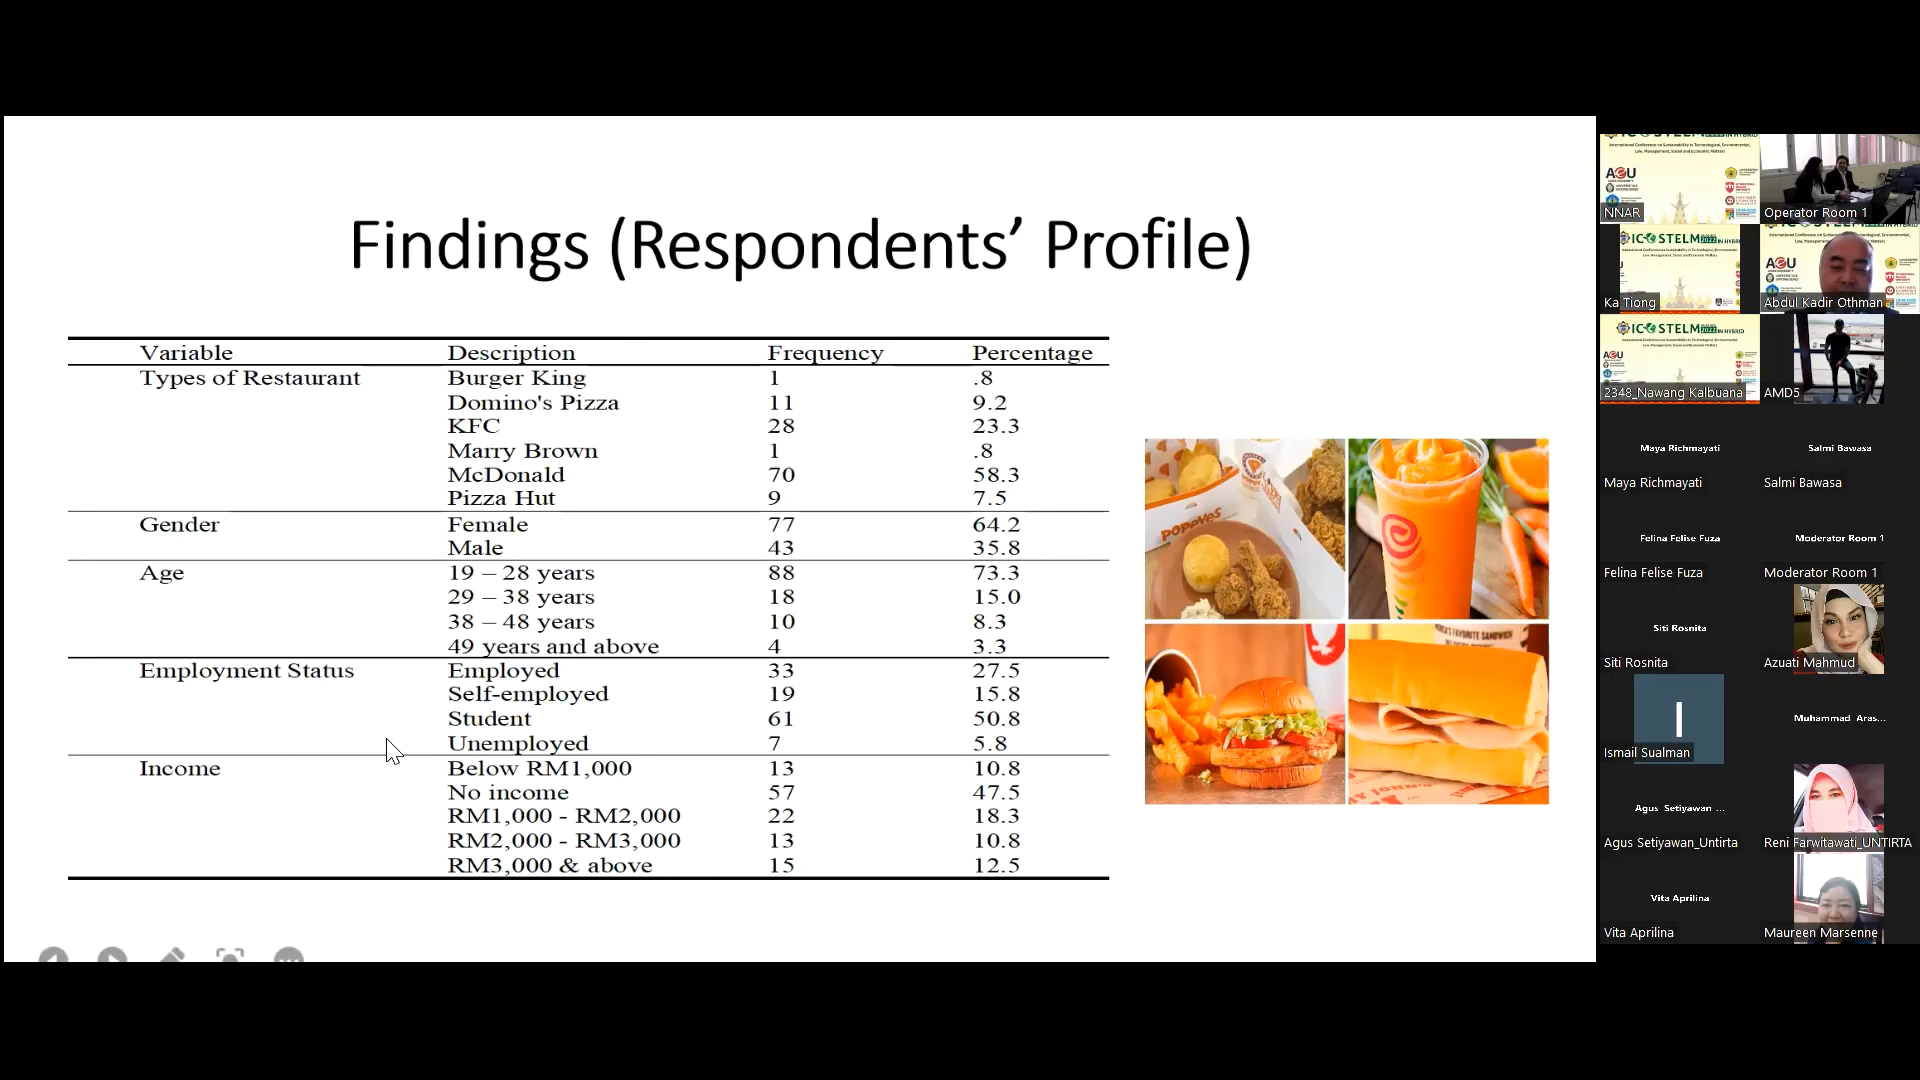 Findings (Respondents’ Profile)
Variable Description Frequency Percentage
Types of Restaurant Burger King 1 .8
Domino's Pizza 11 9.2
KFC 28 23.3
Marry Brown 1 .8
McDonald 70 58.3
Pizza Hut 9 7.5
Gender Female 77 64.2
Male 43 35.8
Age 19 – 28 years 88 73.3
29 – 38 years 18 15.0
38 – 48 years 10 8.3
49 years and above 4 3.3
Employment Status Employed 33 27.5
Self-employed 19 15.8
Student 61 50.8
Unemployed 7 5.8
Income Below RM1,000 13 10.8
No income 57 47.5
RM1,000 - RM2,000 22 18.3
RM2,000 - RM3,000 13 10.8
RM3,000 & above 15 12.5
POPEYES
NNAR
Operator Room 1
Ka Tiong
Abdul Kadir Othman
2348_Nawang Kalbuana
AMD5
Maya Richmayati
Maya Richmayati
Salmi Bawasa
Salmi Bawasa
Felina Felise Fuza
Felina Felise Fuza
Moderator Room 1
Moderator Room 1
Siti Rosnita
Siti Rosnita
Azuati Mahmud
I
Ismail Sualman
Muhammad Aras...
Agus Setiyawan ...
Agus Setiyawan_Untirta
Reni Farwitawati_UNTIRTA
Vita Aprilina
Vita Aprilina
Maureen Marsenne